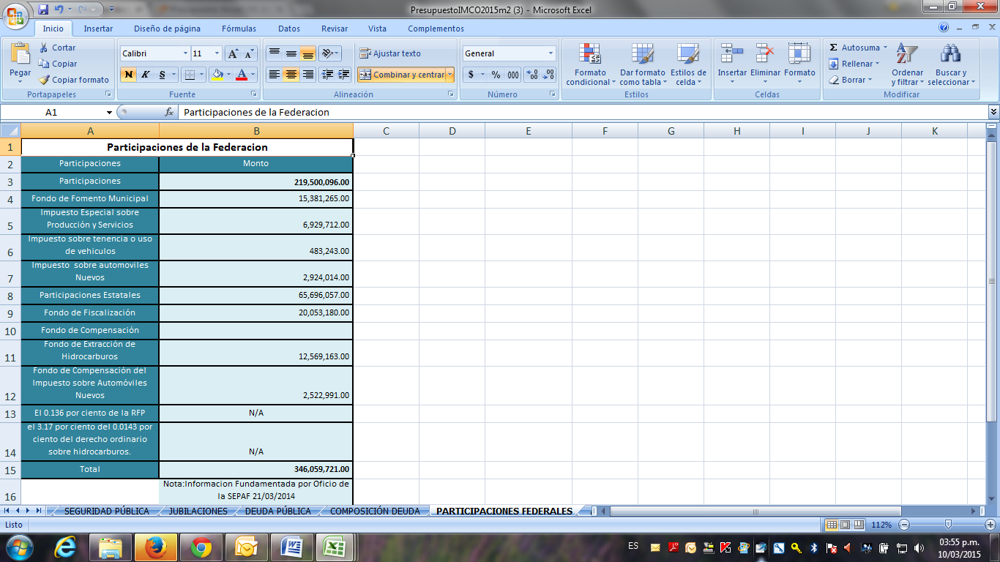 PresupuestoIMCO2015m2 (3) - Microsoft Excel
Inicio Insertar Diseño de página Fórmulas Datos Revisar Vista Complementos
Pegar
Cortar
Copiar
Copiar formato
Portapapeles
Calibri 11
N K S
Fuente
Ajustar texto
Combinar y centrar
Alineación
General
$ % 000
Número
Formato condicional
Dar formato como tabla
Estilos de celda
Estilos
Insertar Eliminar Formato
Celdas
Autosuma
Rellenar
Borrar
Ordenar y filtrar
Buscar y seleccionar
Modificar
A1 fx Participaciones de la Federacion
A B C D E F G H I J K
1 Participaciones de la Federacion
2 Participaciones Monto
3 Participaciones 219,500,096.00
4 Fondo de Fomento Municipal 15,381,265.00
Impuesto Especial sobre
5 Producción y Servicios 6,929,712.00
Impuesto sobre tenencia o uso
6 de vehiculos 483,243.00
Impuesto sobre automoviles
7 Nuevos 2,924,014.00
8 Participaciones Estatales 65,696,057.00
9 Fondo de Fiscalización 20,053,180.00
10 Fondo de Compensación
Fondo de Extracción de
11 Hidrocarburos 12,569,163.00
Fondo de Compensación del
Impuesto sobre Automóviles
12 Nuevos 2,522,991.00
13 El 0.136 por ciento de la RFP N/A
el 3.17 por ciento del 0.0143 por
ciento del derecho ordinario
14 sobre hidrocarburos. N/A
15 Total 346,059,721.00
Nota:Informacion Fundamentada por Oficio de
16 la SEPAF 21/03/2014
SEGURIDAD PÚBLICA JUBILACIONES DEUDA PÚBLICA COMPOSICIÓN DEUDA PARTICIPACIONES FEDERALES
Listo 112%
ES 03:55 p.m.
10/03/2015